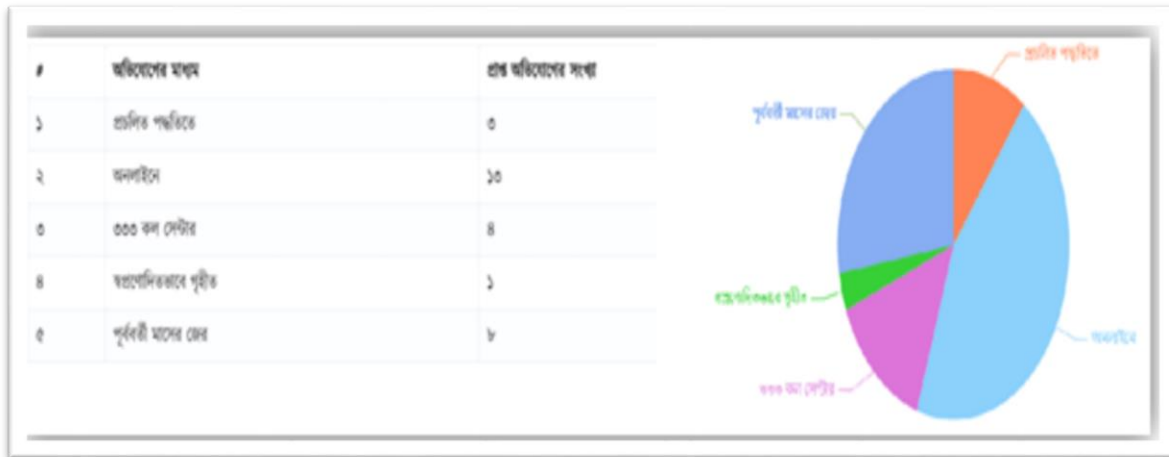 # অভিযোগের মাধ্যম প্রাপ্ত অভিযোগের সংখ্যা
১ প্রচলিত পদ্ধতিতে ৩
২ অনলাইনে ১৩
৩ ৩৩৩ কল সেন্টার ৪
৪ স্বপ্রণোদিতভাবে গৃহীত ১
৫ পূর্ববর্তী মাসের জের ৮
প্রচলিত পদ্ধতিতে
পূর্ববর্তী মাসের জের
স্বপ্রণোদিতভাবে গৃহীত
অনলাইনে
৩৩৩ কল সেন্টার